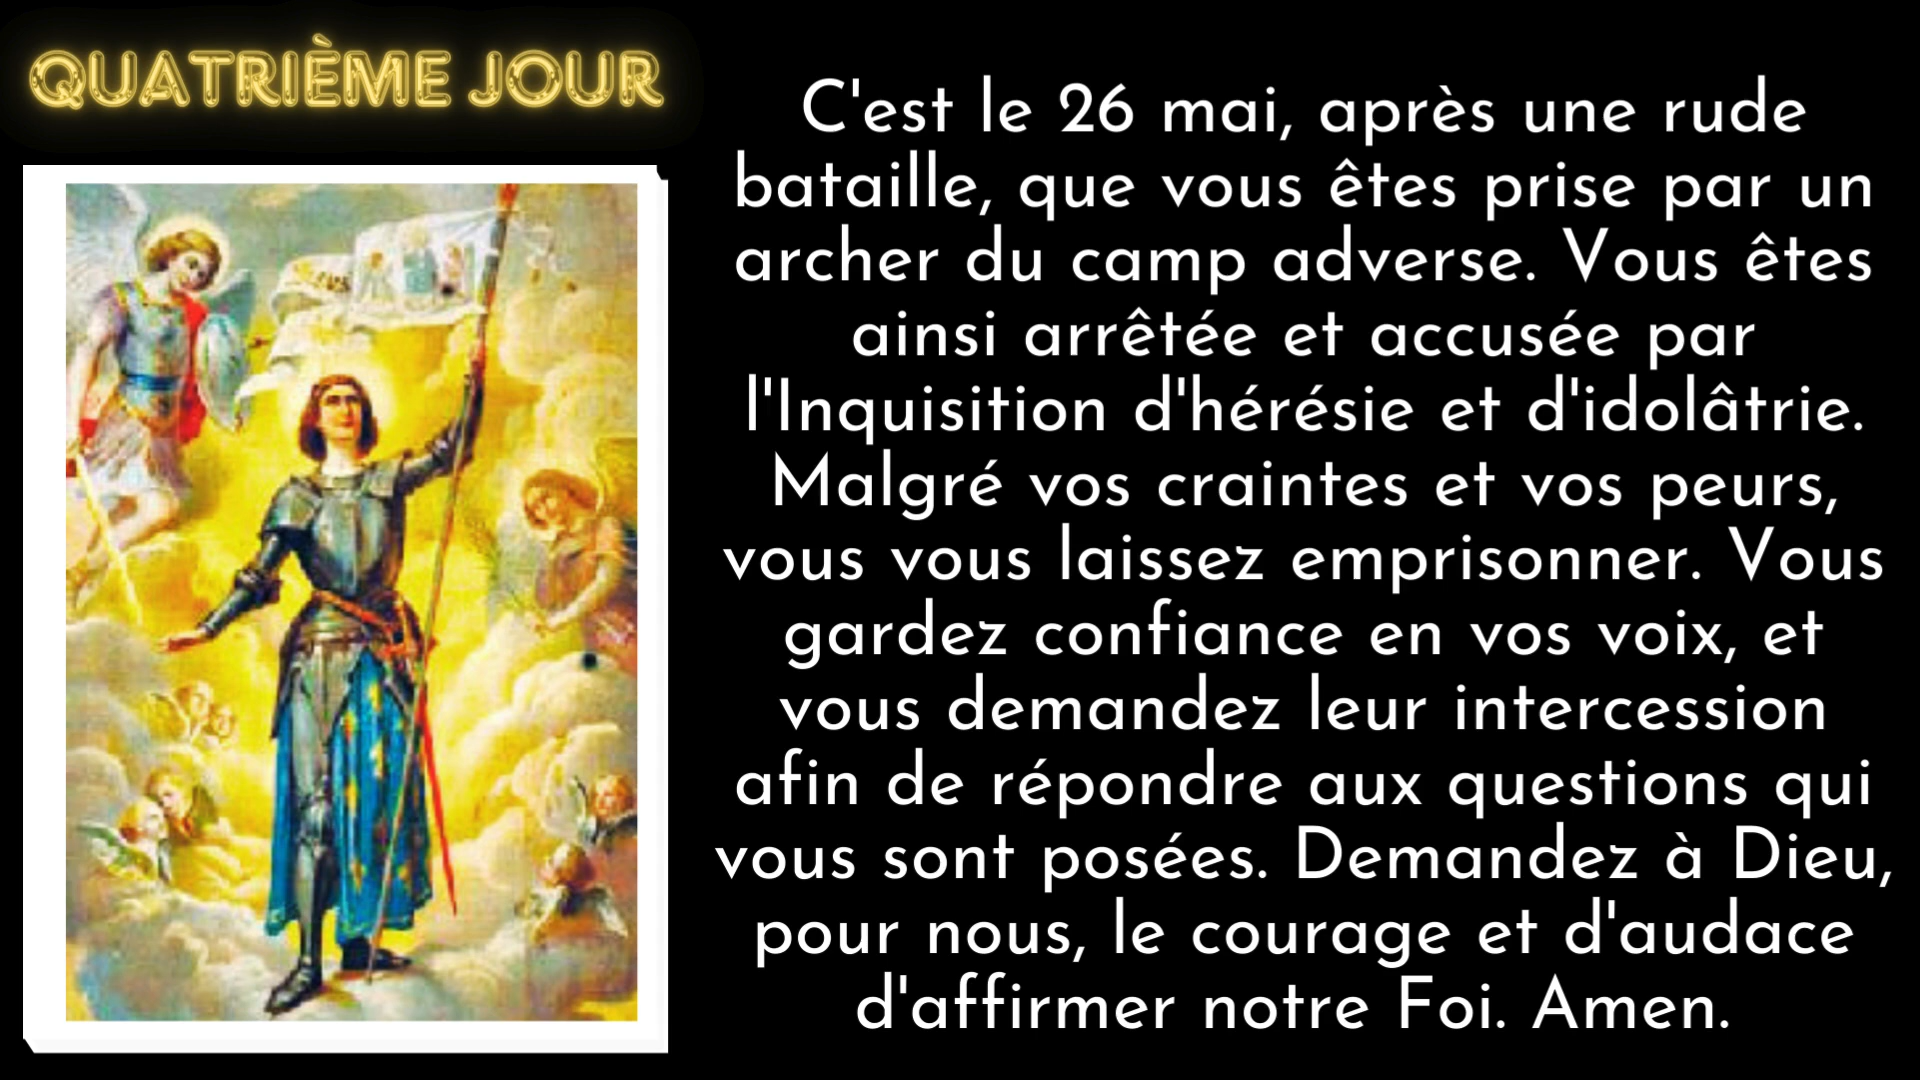 QUATRIÈME JOUR
C'est le 26 mai, après une rude
bataille, que vous êtes prise par un
archer du camp adverse. Vous êtes
ainsi arrêtée et accusée par
l'Inquisition d'hérésie et d'idolâtrie.
Malgré vos craintes et vos peurs,
vous vous laissez emprisonner. Vous
gardez confiance en vos voix, et
vous demandez leur intercession
afin de répondre aux questions qui
vous sont posées. Demandez à Dieu,
pour nous, le courage et d'audace
d'affirmer notre Foi. Amen.